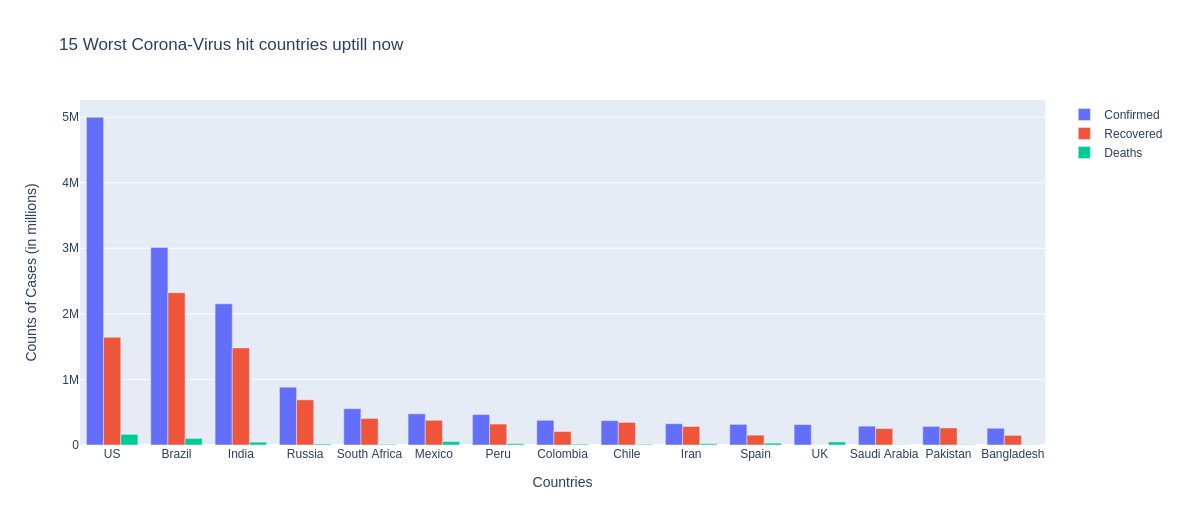 15 Worst Corona-Virus hit countries uptill now
Confirmed
Recovered
Deaths
Counts of Cases (in millions)
5M
4M
3M
2M
1M
0
US Brazil India Russia South Africa Mexico Peru Colombia Chile Iran Spain UK Saudi Arabia Pakistan Bangladesh
Countries